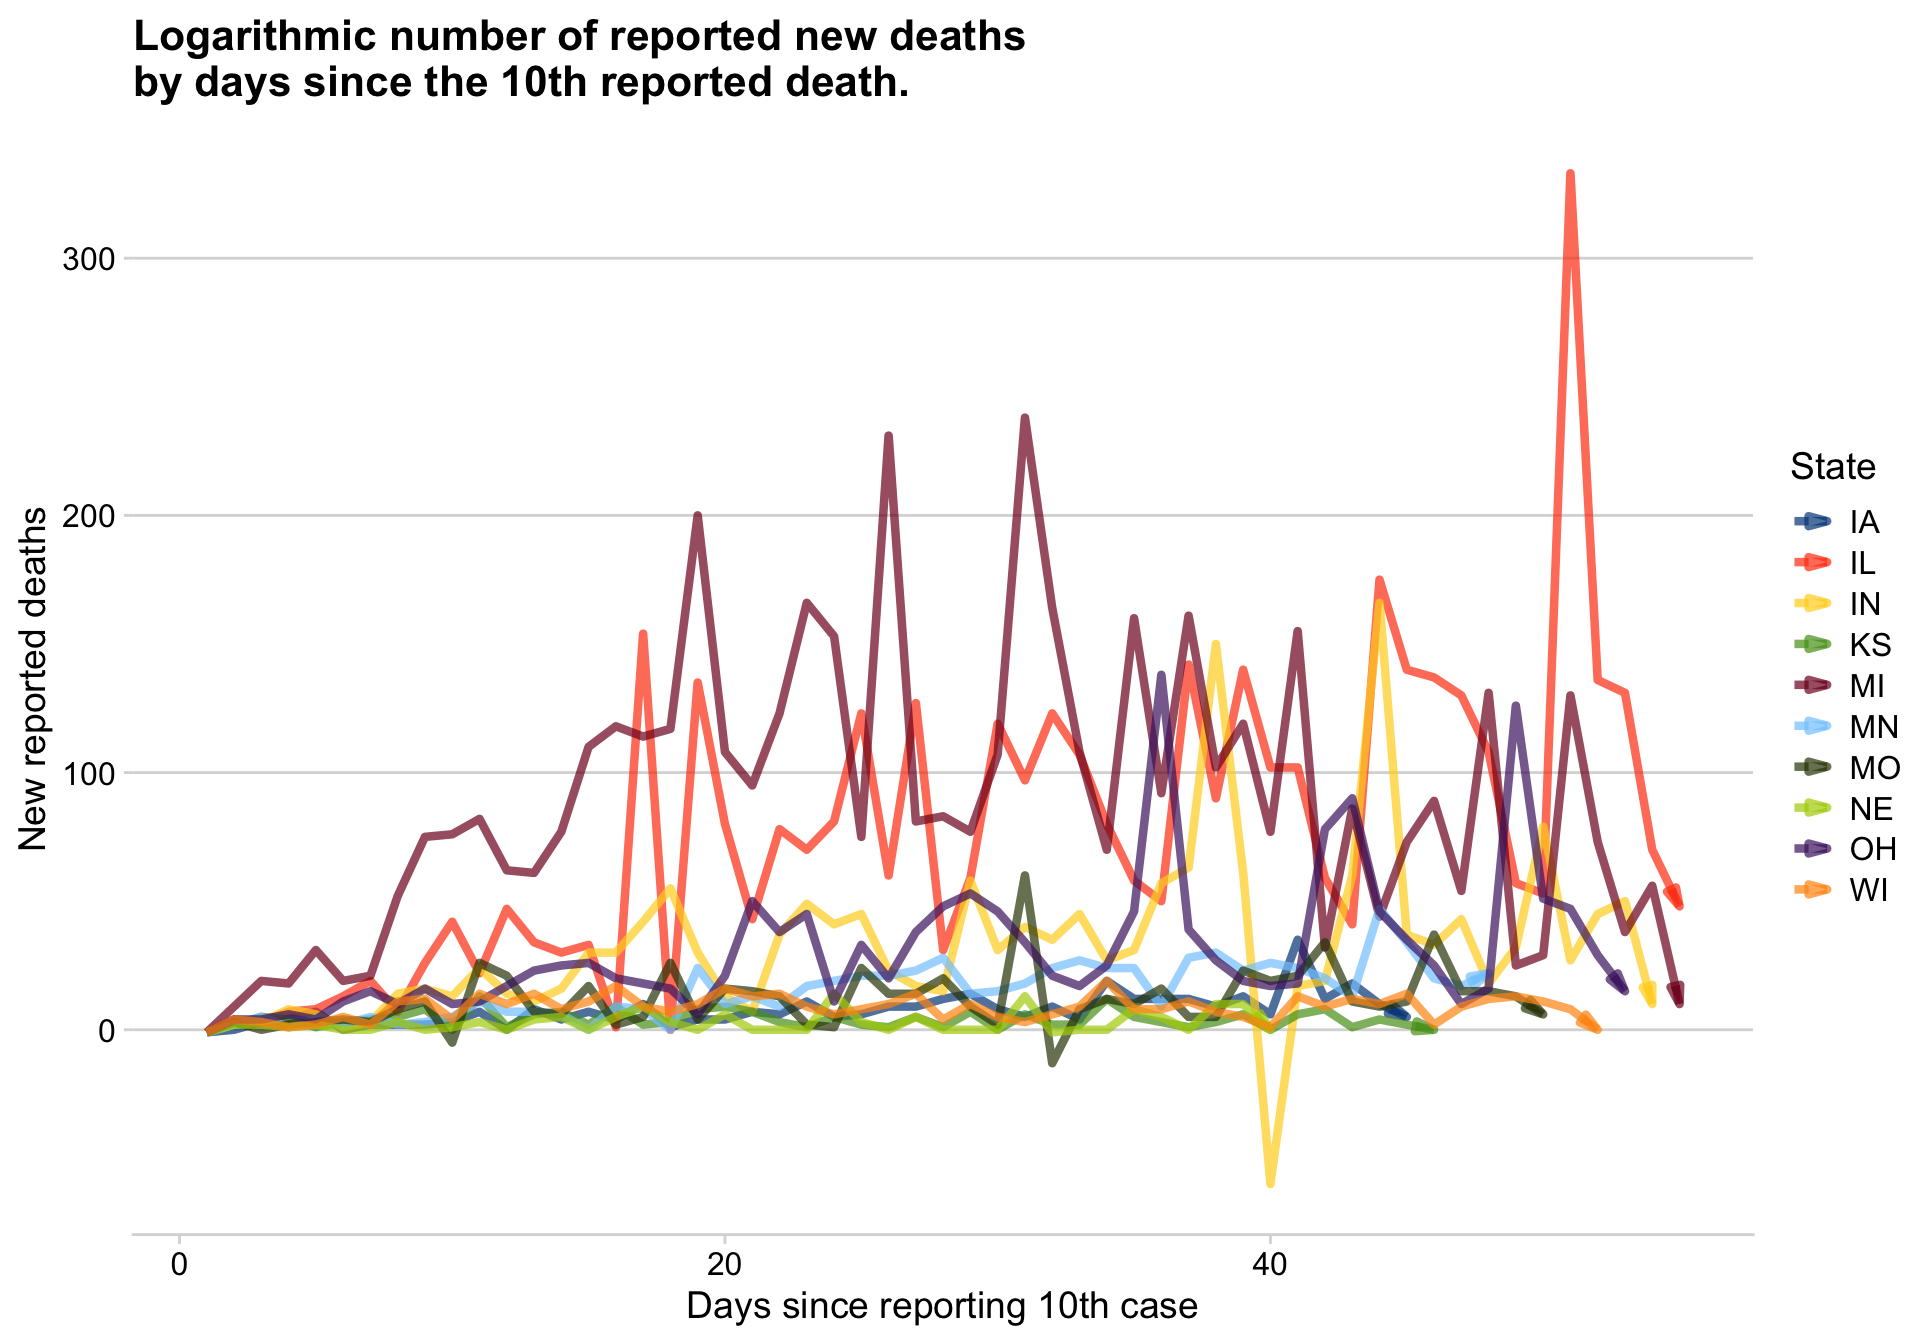 Logarithmic number of reported new deaths
by days since the 10th reported death.
New reported deaths
300
200
100
0
0
20
40
Days since reporting 10th case
State
IA
IL
IN
KS
MI
MN
MO
NE
OH
WI